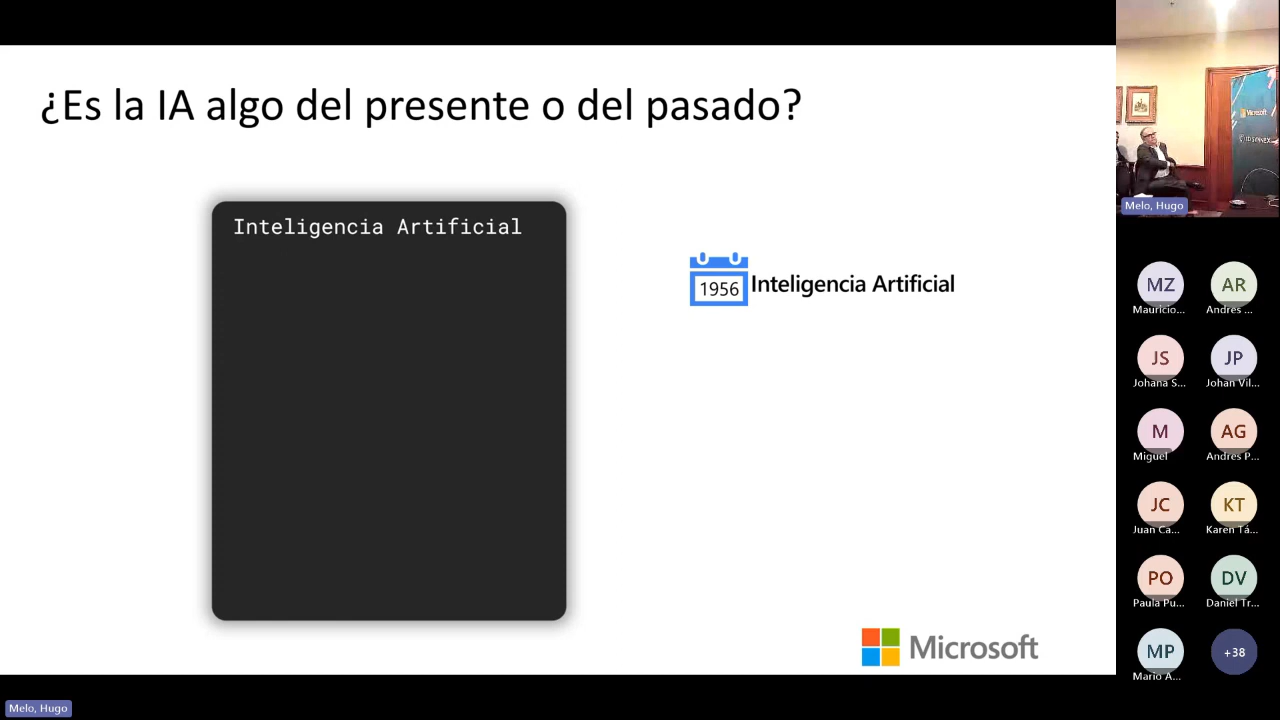 ¿Es la IA algo del presente o del pasado?
Inteligencia Artificial
1956
Inteligencia Artificial
Microsoft
Microsoft
Melo, Hugo
MZ
Mauricio...
AR
Andres ...
JS
Johana S...
JP
Johan Vil...
M
Miguel
AG
Andres P...
JC
Juan Ca...
KT
Karen Tá...
PO
Paula Pu...
DV
Daniel Tr...
MP
Mario A...
+38
Melo, Hugo